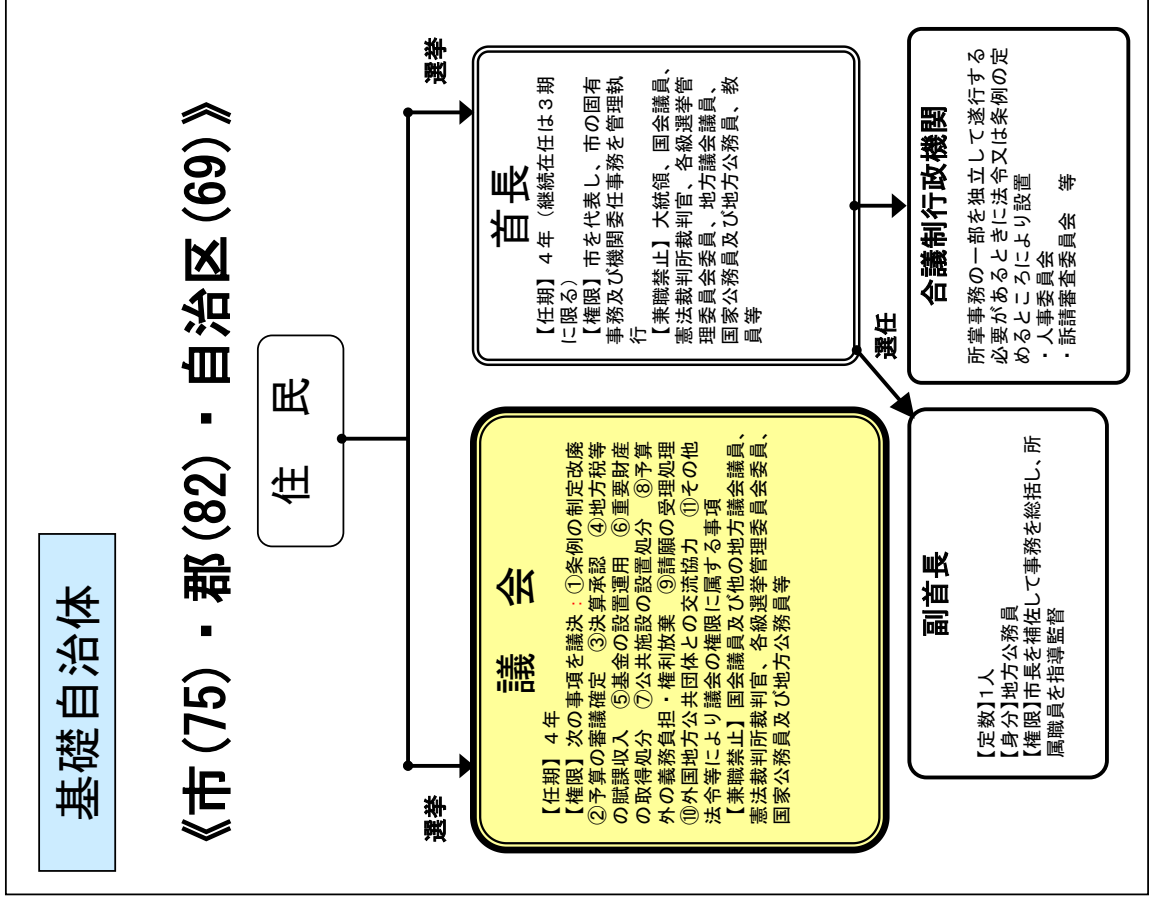 基礎自治体
《市(75)・郡(82)・自治区(69)》
住 民
選挙
選挙
議 会
【任期】 4年
【権限】 次の事項を議決:①条例の制定改廃
②予算の審議確定 ③決算承認 ④地方税等
の賦課収入 ⑤基金の設置運用 ⑥重要財産
の取得処分 ⑦公共施設の設置処分 ⑧予算
外の義務負担・権利放棄 ⑨請願の受理処理
⑩外国地方公共団体との交流協力 ⑪その他
法令等により議会の権限に属する事項
【兼職禁止】 国会議員及び他の地方議会議員、
憲法裁判所裁判官、各級選挙管理委員会委員、
国家公務員及び地方公務員等
首長
【任期】 4年(継続在任は3期
に限る)
【権限】 市を代表し、市の固有
事務及び機関委任事務を管理執
行
【兼職禁止】 大統領、国会議員、
憲法裁判所裁判官、各級選挙管
理委員会委員、地方議会議員、
国家公務員及び地方公務員、教
員等
選任
副首長
【定数】1人
【身分】地方公務員
【権限】市長を補佐して事務を総括し、所
属職員を指導監督
合議制行政機関
所掌事務の一部を独立して遂行する
必要があるときに法令又は条例の定
めるところにより設置
・人事委員会
・訴請審査委員会 等